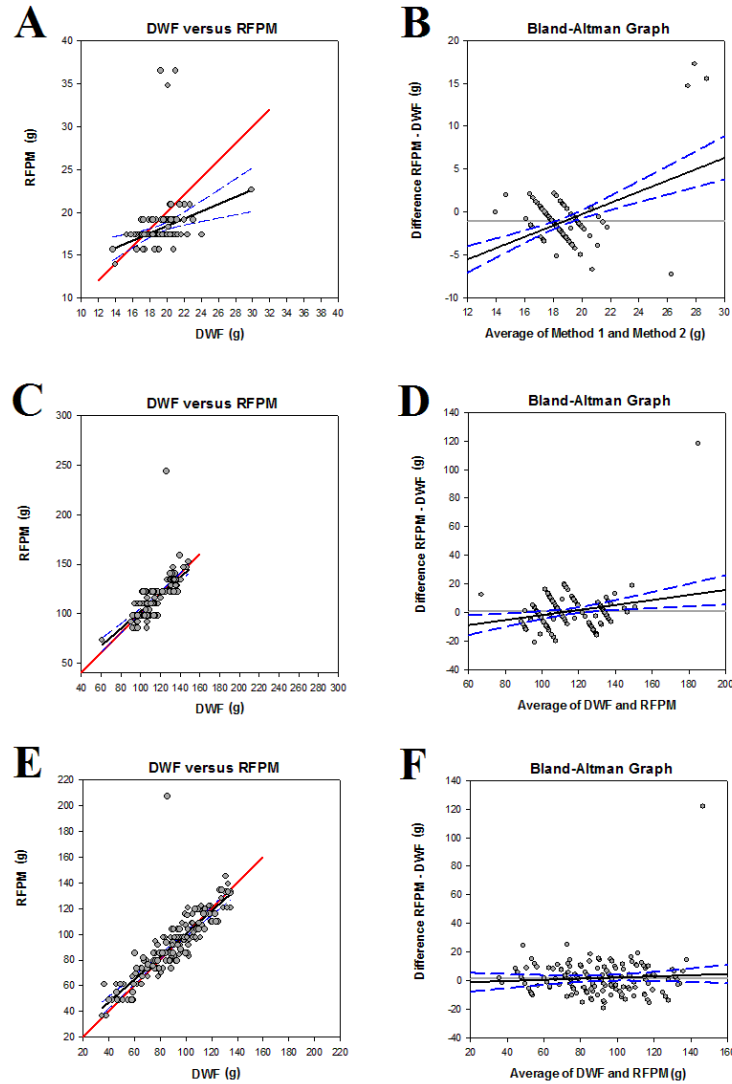 A
DWF versus RFPM
40
35
30
25
20
15
10
RFPM (g)
10 12 14 16 18 20 22 24 26 28 30 32 34 36 38 40
DWF (g)
B
Bland-Altman Graph
20
15
10
5
0
-5
-10
Difference RFPM - DWF (g)
12 14 16 18 20 22 24 26 28 30
Average of Method 1 and Method 2 (g)
C
DWF versus RFPM
300
250
200
150
100
50
RFPM (g)
40 60 80 100 120 140 160 180 200 220 240 260 280 300
DWF (g)
D
Bland-Altman Graph
140
120
100
80
60
40
20
0
-20
-40
Difference RFPM - DWF (g)
60 80 100 120 140 160 180 200
Average of DWF and RFPM
E
DWF versus RFPM
220
200
180
160
140
120
100
80
60
40
20
RFPM (g)
20 40 60 80 100 120 140 160 180 200 220
DWF (g)
F
Bland-Altman Graph
140
120
100
80
60
40
20
0
-20
-40
Difference RFPM - DWF (g)
20 40 60 80 100 120 140 160
Average of DWF and RFPM (g)